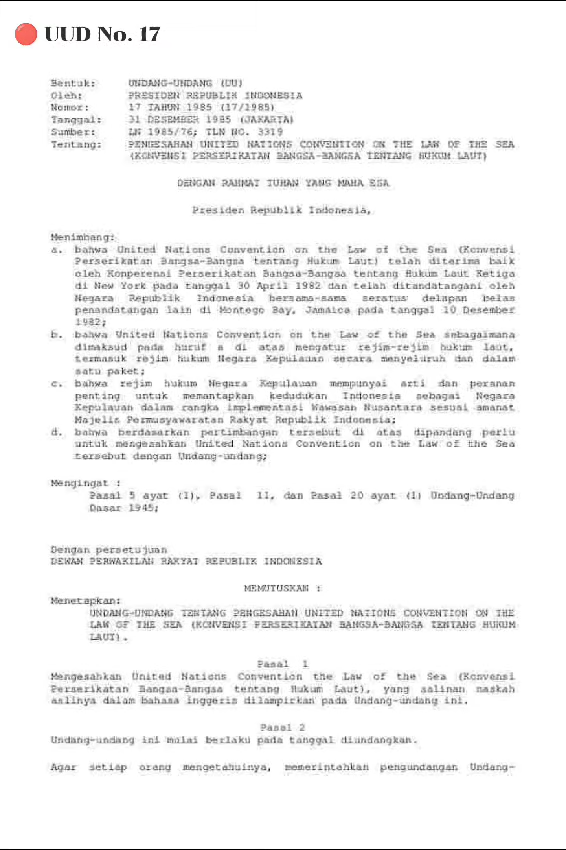 UUD No. 17
Bentuk: UNDANG-UNDANG (UU)
Oleh: PRESIDEN REPUBLIK INDONESIA
Nomor: 17 TAHUN 1985 (17/1985)
Tanggal: 31 DESEMBER 1985 (JAKARTA)
Sumber: LN 1985/76; TLN NO. 3319
Tentang: PENGESAHAN UNITED NATIONS CONVENTION ON THE LAW OF THE SEA
(KONVENSI PERSERIKATAN BANGSA-BANGSA TENTANG HUKUM LAUT)
DENGAN RAHMAT TUHAN YANG MAHA ESA
Presiden Republik Indonesia,
Menimbang:
a. bahwa United Nations Convention on the Law of the Sea (Konvensi
Perserikatan Bangsa-Bangsa tentang Hukum Laut) telah diterima baik
oleh Konperensi Perserikatan Bangsa-Bangsa tentang Hukum Laut Ketiga
di New York pada tanggal 30 April 1982 dan telah ditandatangani oleh
Negara Republik Indonesia bersama-sama seratus delapan belas
penandatangan lain di Montego Bay, Jamaica pada tanggal 10 Desember
1982;
b. bahwa United Nations Convention on the Law of the Sea sebagaimana
dimaksud pada huruf a di atas mengatur rejim-rejim hukum laut,
termasuk rejim hukum Negara Kepulauan secara menyeluruh dan dalam
satu paket;
c. bahwa rejim hukum Negara Kepulauan mempunyai arti dan peranan
penting untuk memantapkan kedudukan Indonesia sebagai Negara
Kepulauan dalam rangka implementasi Wawasan Nusantara sesuai amanat
Majelis Permusyawaratan Rakyat Republik Indonesia;
d. bahwa berdasarkan pertimbangan tersebut di atas dipandang perlu
untuk mengesahkan United Nations Convention on the Law of the Sea
tersebut dengan Undang-undang;
Mengingat :
Pasal 5 ayat (1), Pasal 11, dan Pasal 20 ayat (1) Undang-Undang
Dasar 1945;
Dengan persetujuan
DEWAN PERWAKILAN RAKYAT REPUBLIK INDONESIA
MEMUTUSKAN :
Menetapkan:
UNDANG-UNDANG TENTANG PENGESAHAN UNITED NATIONS CONVENTION ON THE
LAW OF THE SEA (KONVENSI PERSERIKATAN BANGSA-BANGSA TENTANG HUKUM
LAUT).
Pasal 1
Mengesahkan United Nations Convention the Law of the Sea (Konvensi
Perserikatan Bangsa-Bangsa tentang Hukum Laut), yang salinan naskah
aslinya dalam bahasa inggeris dilampirkan pada Undang-undang ini.
Pasal 2
Undang-undang ini mulai berlaku pada tanggal diundangkan.
Agar setiap orang mengetahuinya, memerintahkan pengundangan Undang-